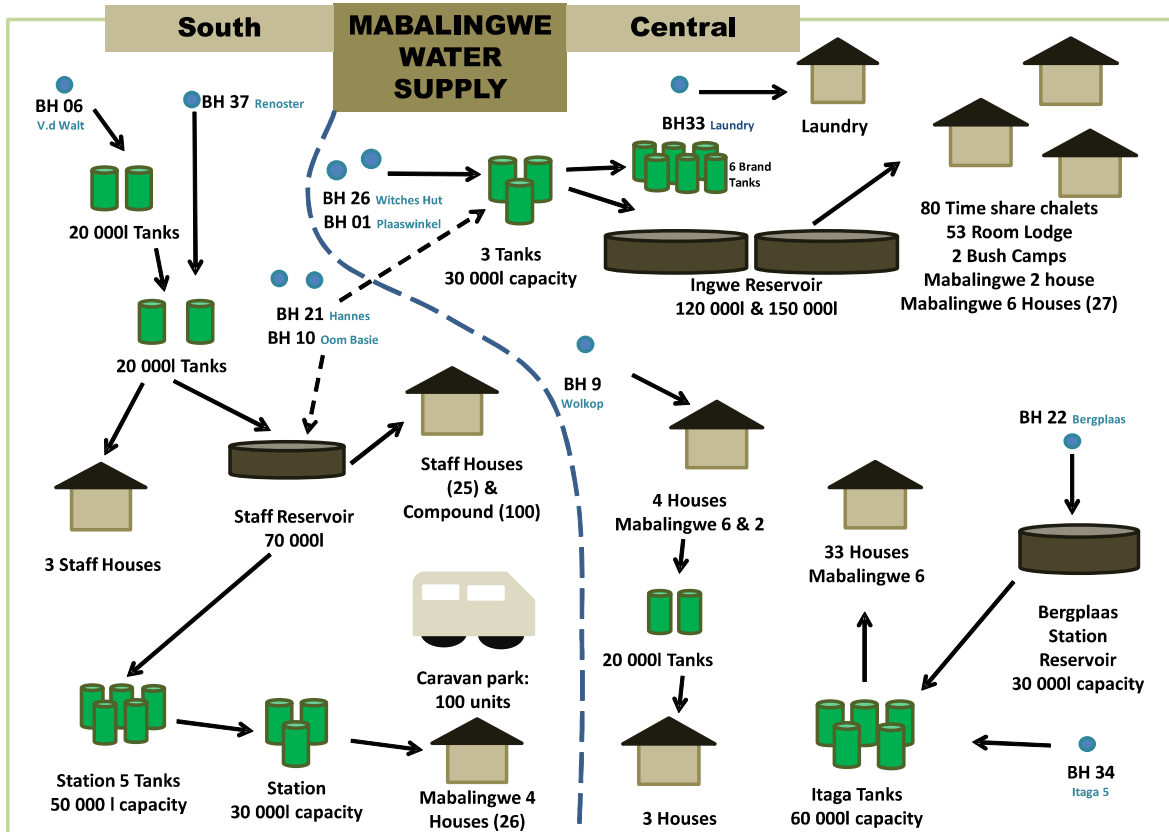 South
MABALINGWE
WATER
SUPPLY
Central
BH 06
V.d Walt
BH 37 Renoster
20 000l Tanks
20 000l Tanks
3 Staff Houses
Staff Reservoir
70 000l
Staff Houses
(25) &
Compound (100)
BH 26 Witches Hut
BH 01 Plaaswinkel
BH 21 Hannes
BH 10 Oom Basie
3 Tanks
30 000l capacity
BH33 Laundry
Laundry
6 Brand
Tanks
Ingwe Reservoir
120 000l & 150 000l
80 Time share chalets
53 Room Lodge
2 Bush Camps
Mabalingwe 2 house
Mabalingwe 6 Houses (27)
BH 9
Wolkop
4 Houses
Mabalingwe 6 & 2
20 000l Tanks
3 Houses
BH 22 Bergplaas
Bergplaas
Station
Reservoir
30 000l capacity
33 Houses
Mabalingwe 6
Itaga Tanks
60 000l capacity
BH 34
Itaga 5
Caravan park:
100 units
Station 5 Tanks
50 000 l capacity
Station
30 000l capacity
Mabalingwe 4
Houses (26)